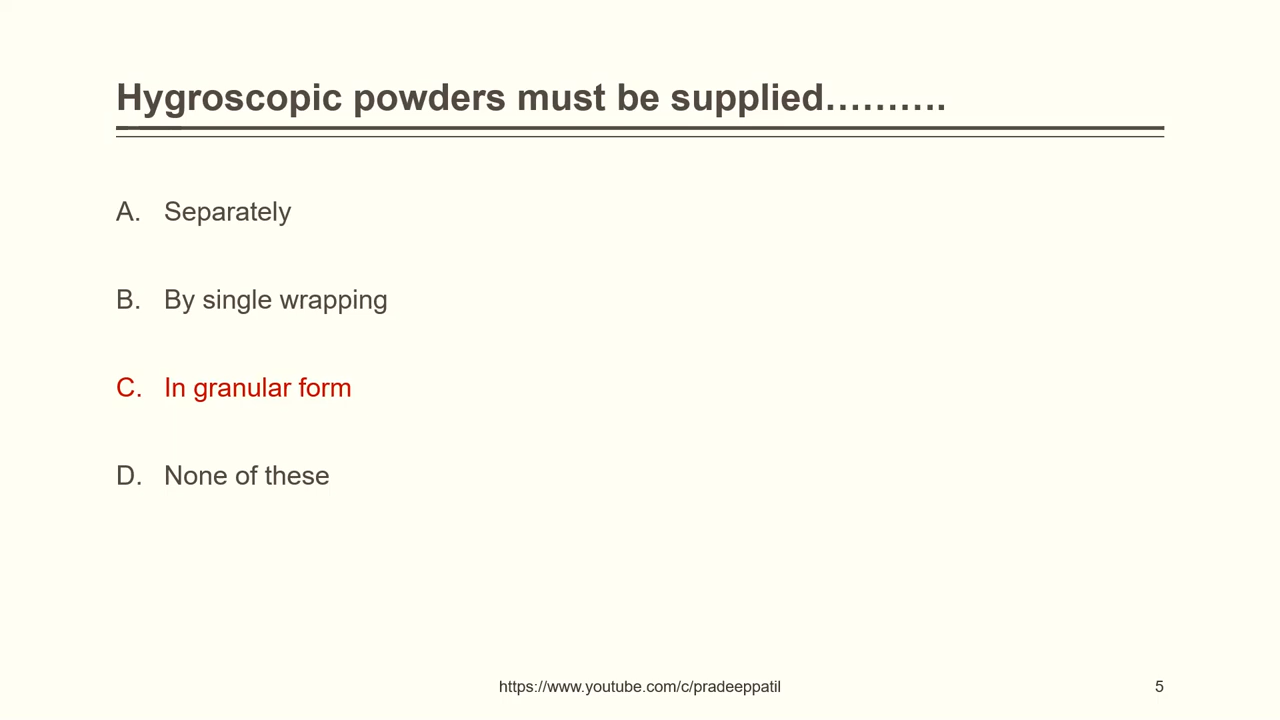 Hygroscopic powders must be supplied……….
A. Separately
B. By single wrapping
C. In granular form
D. None of these
https://www.youtube.com/c/pradeeppatil 5